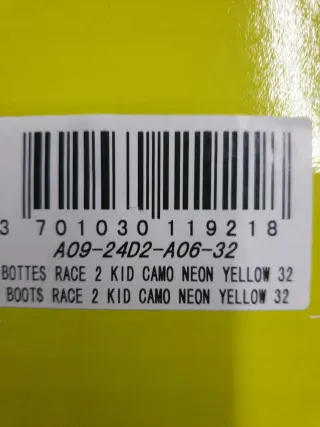 3 701030 119218
A09-24D2-A06-32
BOTTES RACE 2 KID CAMO NEON YELLOW 32
BOOTS RACE 2 KID CAMO NEON YELLOW 32